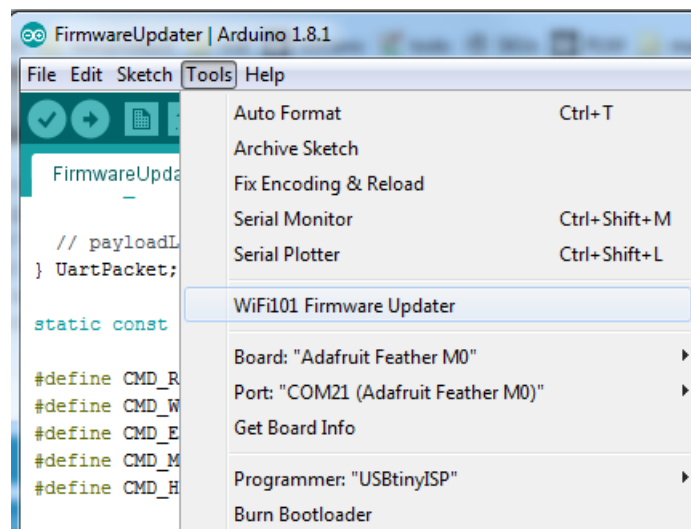 FirmwareUpdater | Arduino 1.8.1
File Edit Sketch Tools Help
Auto Format Ctrl+T
Archive Sketch
FirmwareUpda
Fix Encoding & Reload
Serial Monitor Ctrl+Shift+M
// payloadL
Serial Plotter Ctrl+Shift+L
} UartPacket;
WiFi101 Firmware Updater
static const
Board: "Adafruit Feather M0"
#define CMD_R
Port: "COM21 (Adafruit Feather M0)"
#define CMD_W
Get Board Info
#define CMD_E
#define CMD_M
Programmer: "USBtinyISP"
#define CMD_H
Burn Bootloader